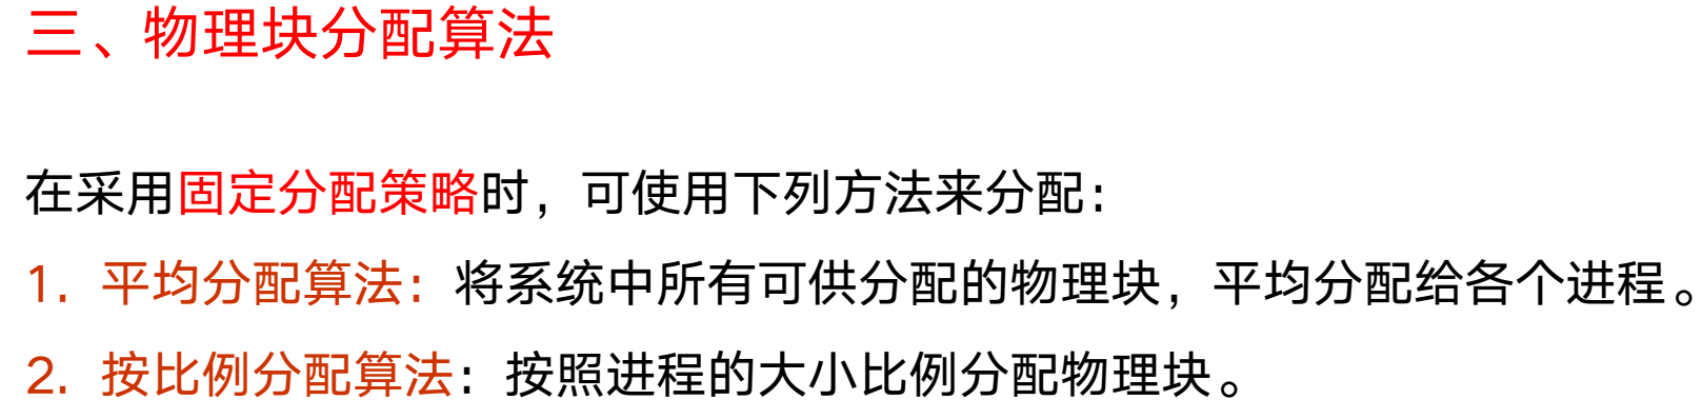 三、物理块分配算法
在采用固定分配策略时，可使用下列方法来分配：
1. 平均分配算法：将系统中所有可供分配的物理块，平均分配给各个进程。
2. 按比例分配算法：按照进程的大小比例分配物理块。